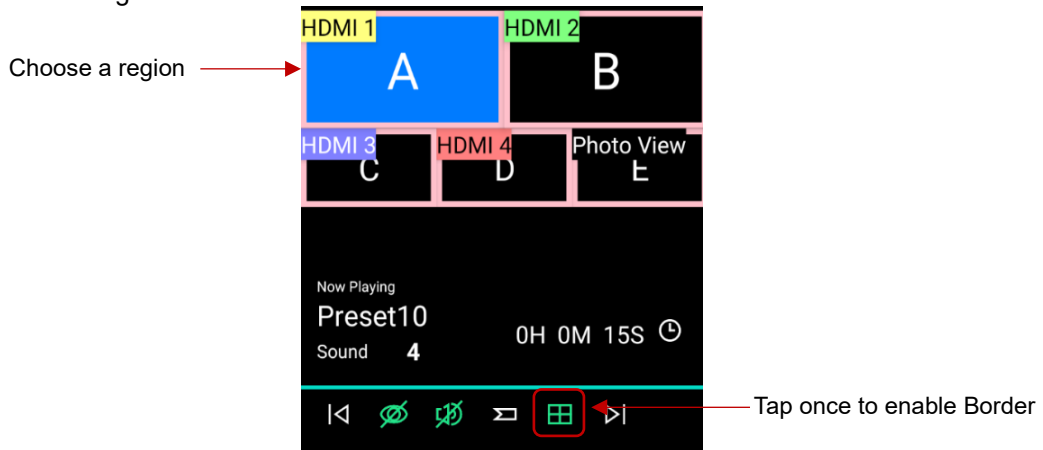 HDMI 1
HDMI 2
A
B
Choose a region
HDMI 3
HDMI 4
Photo View
C
D
E
Now Playing
Preset10
0H 0M 15S
Sound 4
Tap once to enable Border